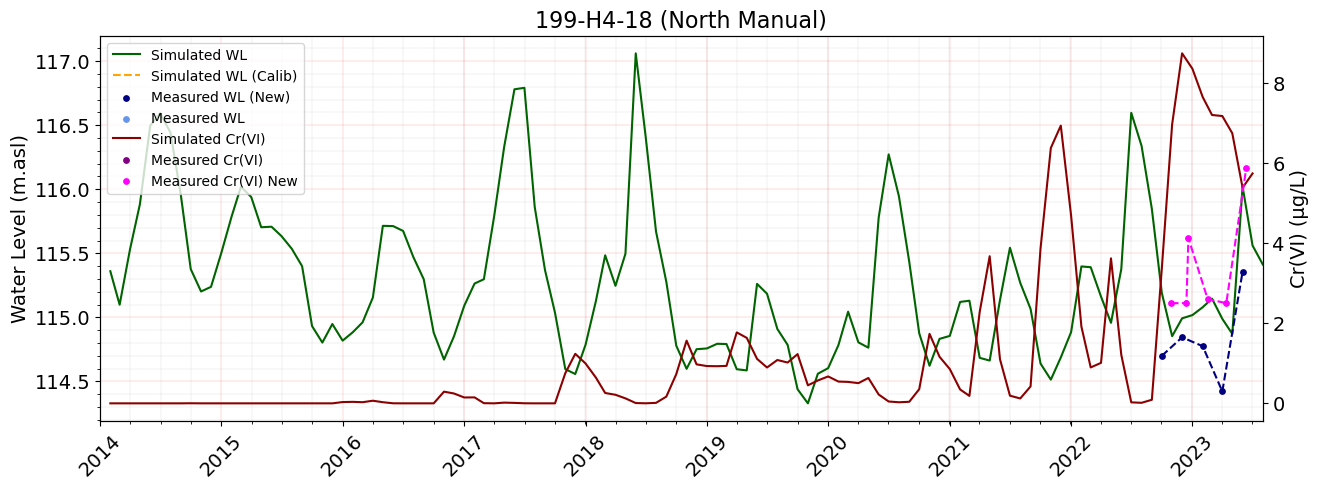 199-H4-18 (North Manual)
Simulated WL
Simulated WL (Calib)
Measured WL (New)
Measured WL
Simulated Cr(VI)
Measured Cr(VI)
Measured Cr(VI) New
Water Level (m.asl)
117.0
116.5
116.0
115.5
115.0
114.5
8
6
4
2
0
Cr(VI) (µg/L)
2014
2015
2016
2017
2018
2019
2020
2021
2022
2023